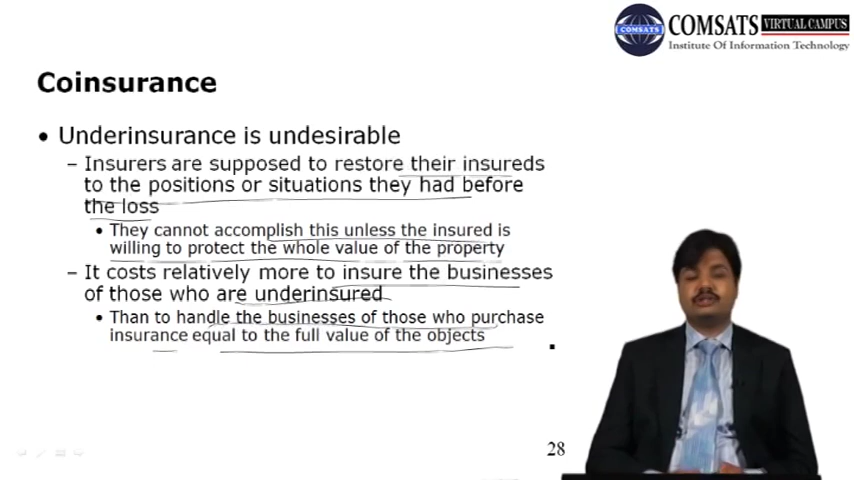 COMSATS VIRTUAL CAMPUS
COMSATS
Institute Of Information Technology
Coinsurance
• Underinsurance is undesirable
– Insurers are supposed to restore their insureds
to the positions or situations they had before
the loss
• They cannot accomplish this unless the insured is
willing to protect the whole value of the property
– It costs relatively more to insure the businesses
of those who are underinsured
• Than to handle the businesses of those who purchase
insurance equal to the full value of the objects
28